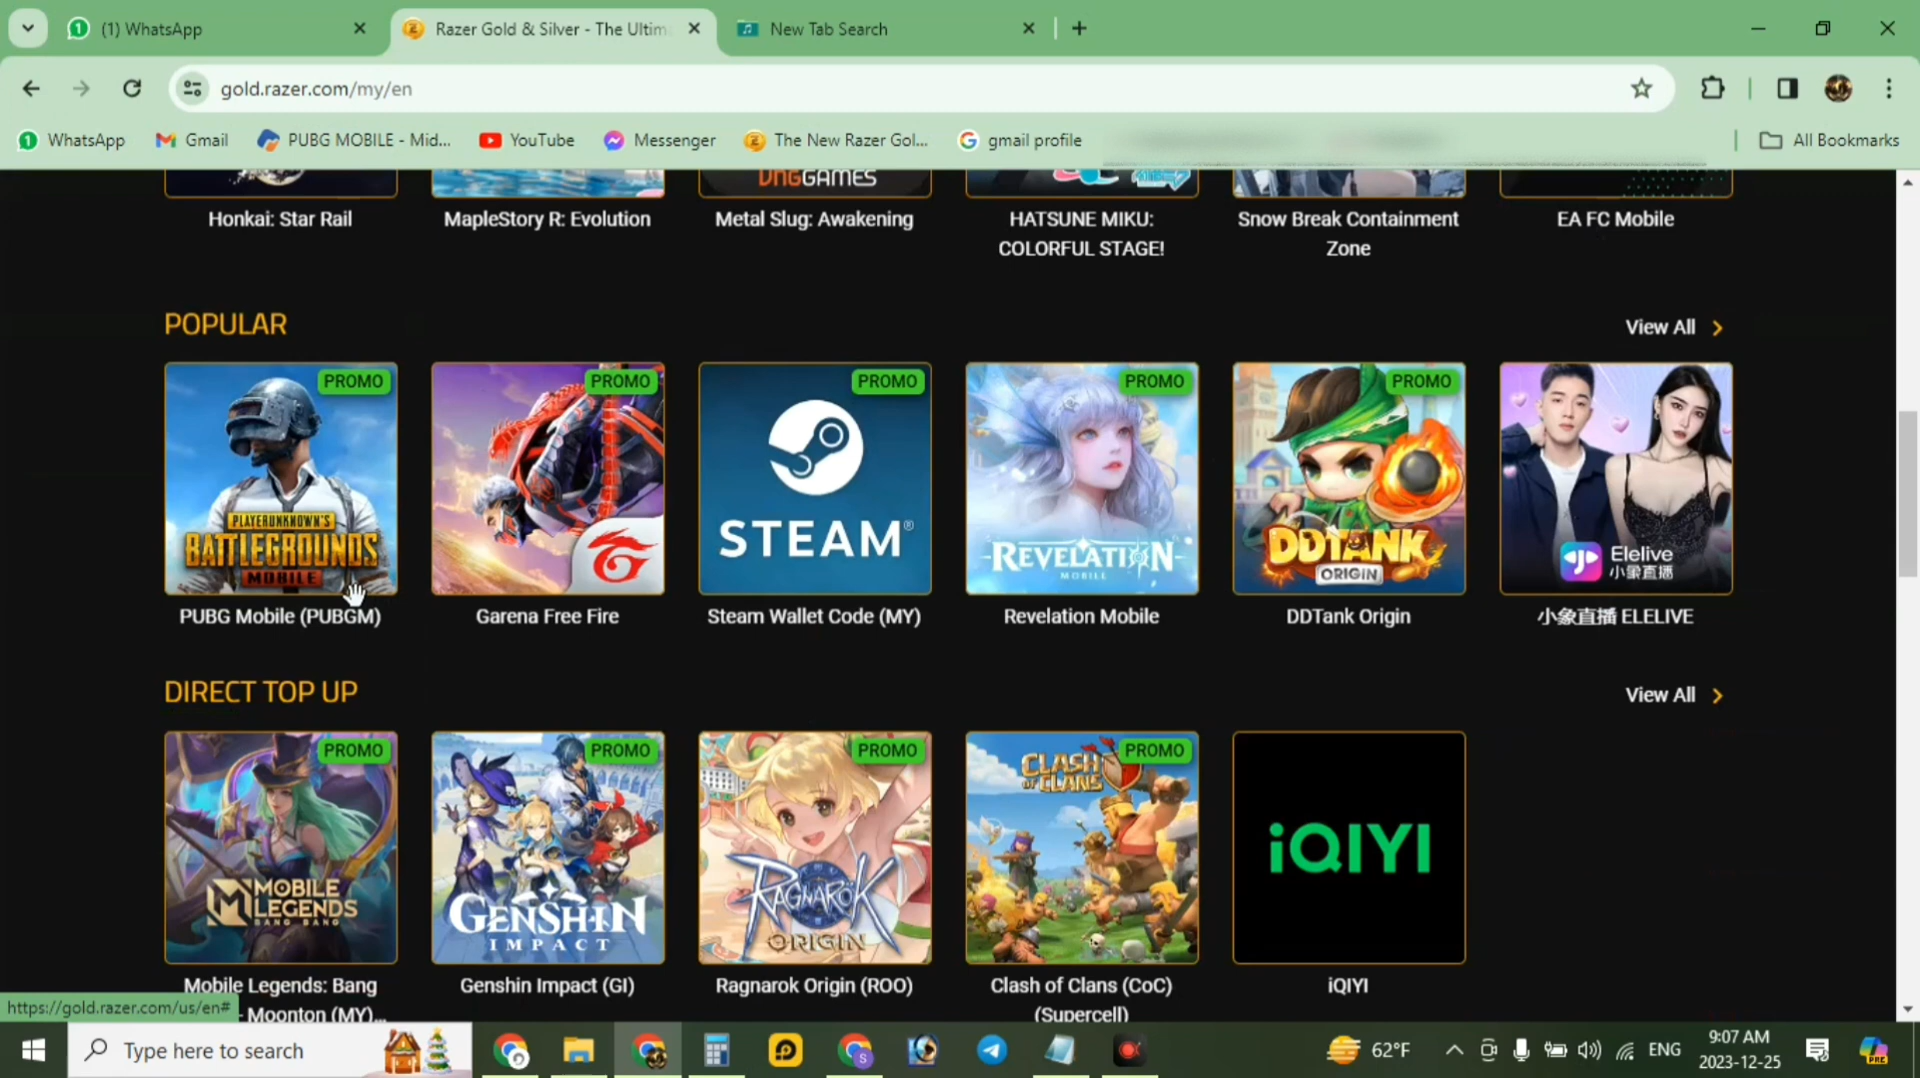 (1) WhatsApp
Razer Gold & Silver - The Ultim
New Tab Search
gold.razer.com/my/en
WhatsApp
Gmail
PUBG MOBILE - Mid...
YouTube
Messenger
The New Razer Gol...
gmail profile
All Bookmarks
GAMES
Honkai: Star Rail
MapleStory R: Evolution
Metal Slug: Awakening
HATSUNE MIKU:
COLORFUL STAGE!
Snow Break Containment
Zone
EA FC Mobile
POPULAR
View All
PROMO
PROMO
PROMO
PROMO
PROMO
PLAYERUNKNOWN'S
BATTLEGROUNDS
MOBILE
STEAM®
REVELATION
MOBILE
DDTANK
ORIGIN
Elelive
小象直播
PUBG Mobile (PUBGM)
Garena Free Fire
Steam Wallet Code (MY)
Revelation Mobile
DDTank Origin
小象直播 ELELIVE
DIRECT TOP UP
View All
PROMO
PROMO
PROMO
PROMO
MOBILE
LEGENDS
BANG BANG
GENSHIN
IMPACT
RAGNAROK
ORIGIN
CLASH
OF CLANS
iQIYI
Mobile Legends: Bang
- Moonton (MY)...
Genshin Impact (GI)
Ragnarok Origin (ROO)
Clash of Clans (CoC)
(Supercell)
iQIYI
https://gold.razer.com/us/en#
Type here to search
62°F
ENG
9:07 AM
2023-12-25